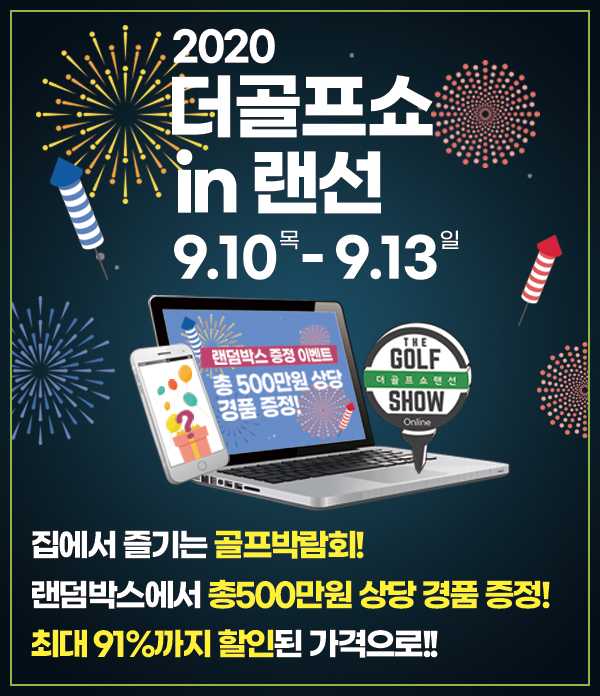 2020
더골프쇼
in 랜선
9.10목 - 9.13일
랜덤박스 증정 이벤트
총 500만원 상당
경품 증정!
?
THE
GOLF
더골프쇼랜선
SHOW
Online
집에서 즐기는 골프박람회!
랜덤박스에서 총500만원 상당 경품 증정!
최대 91%까지 할인된 가격으로!!